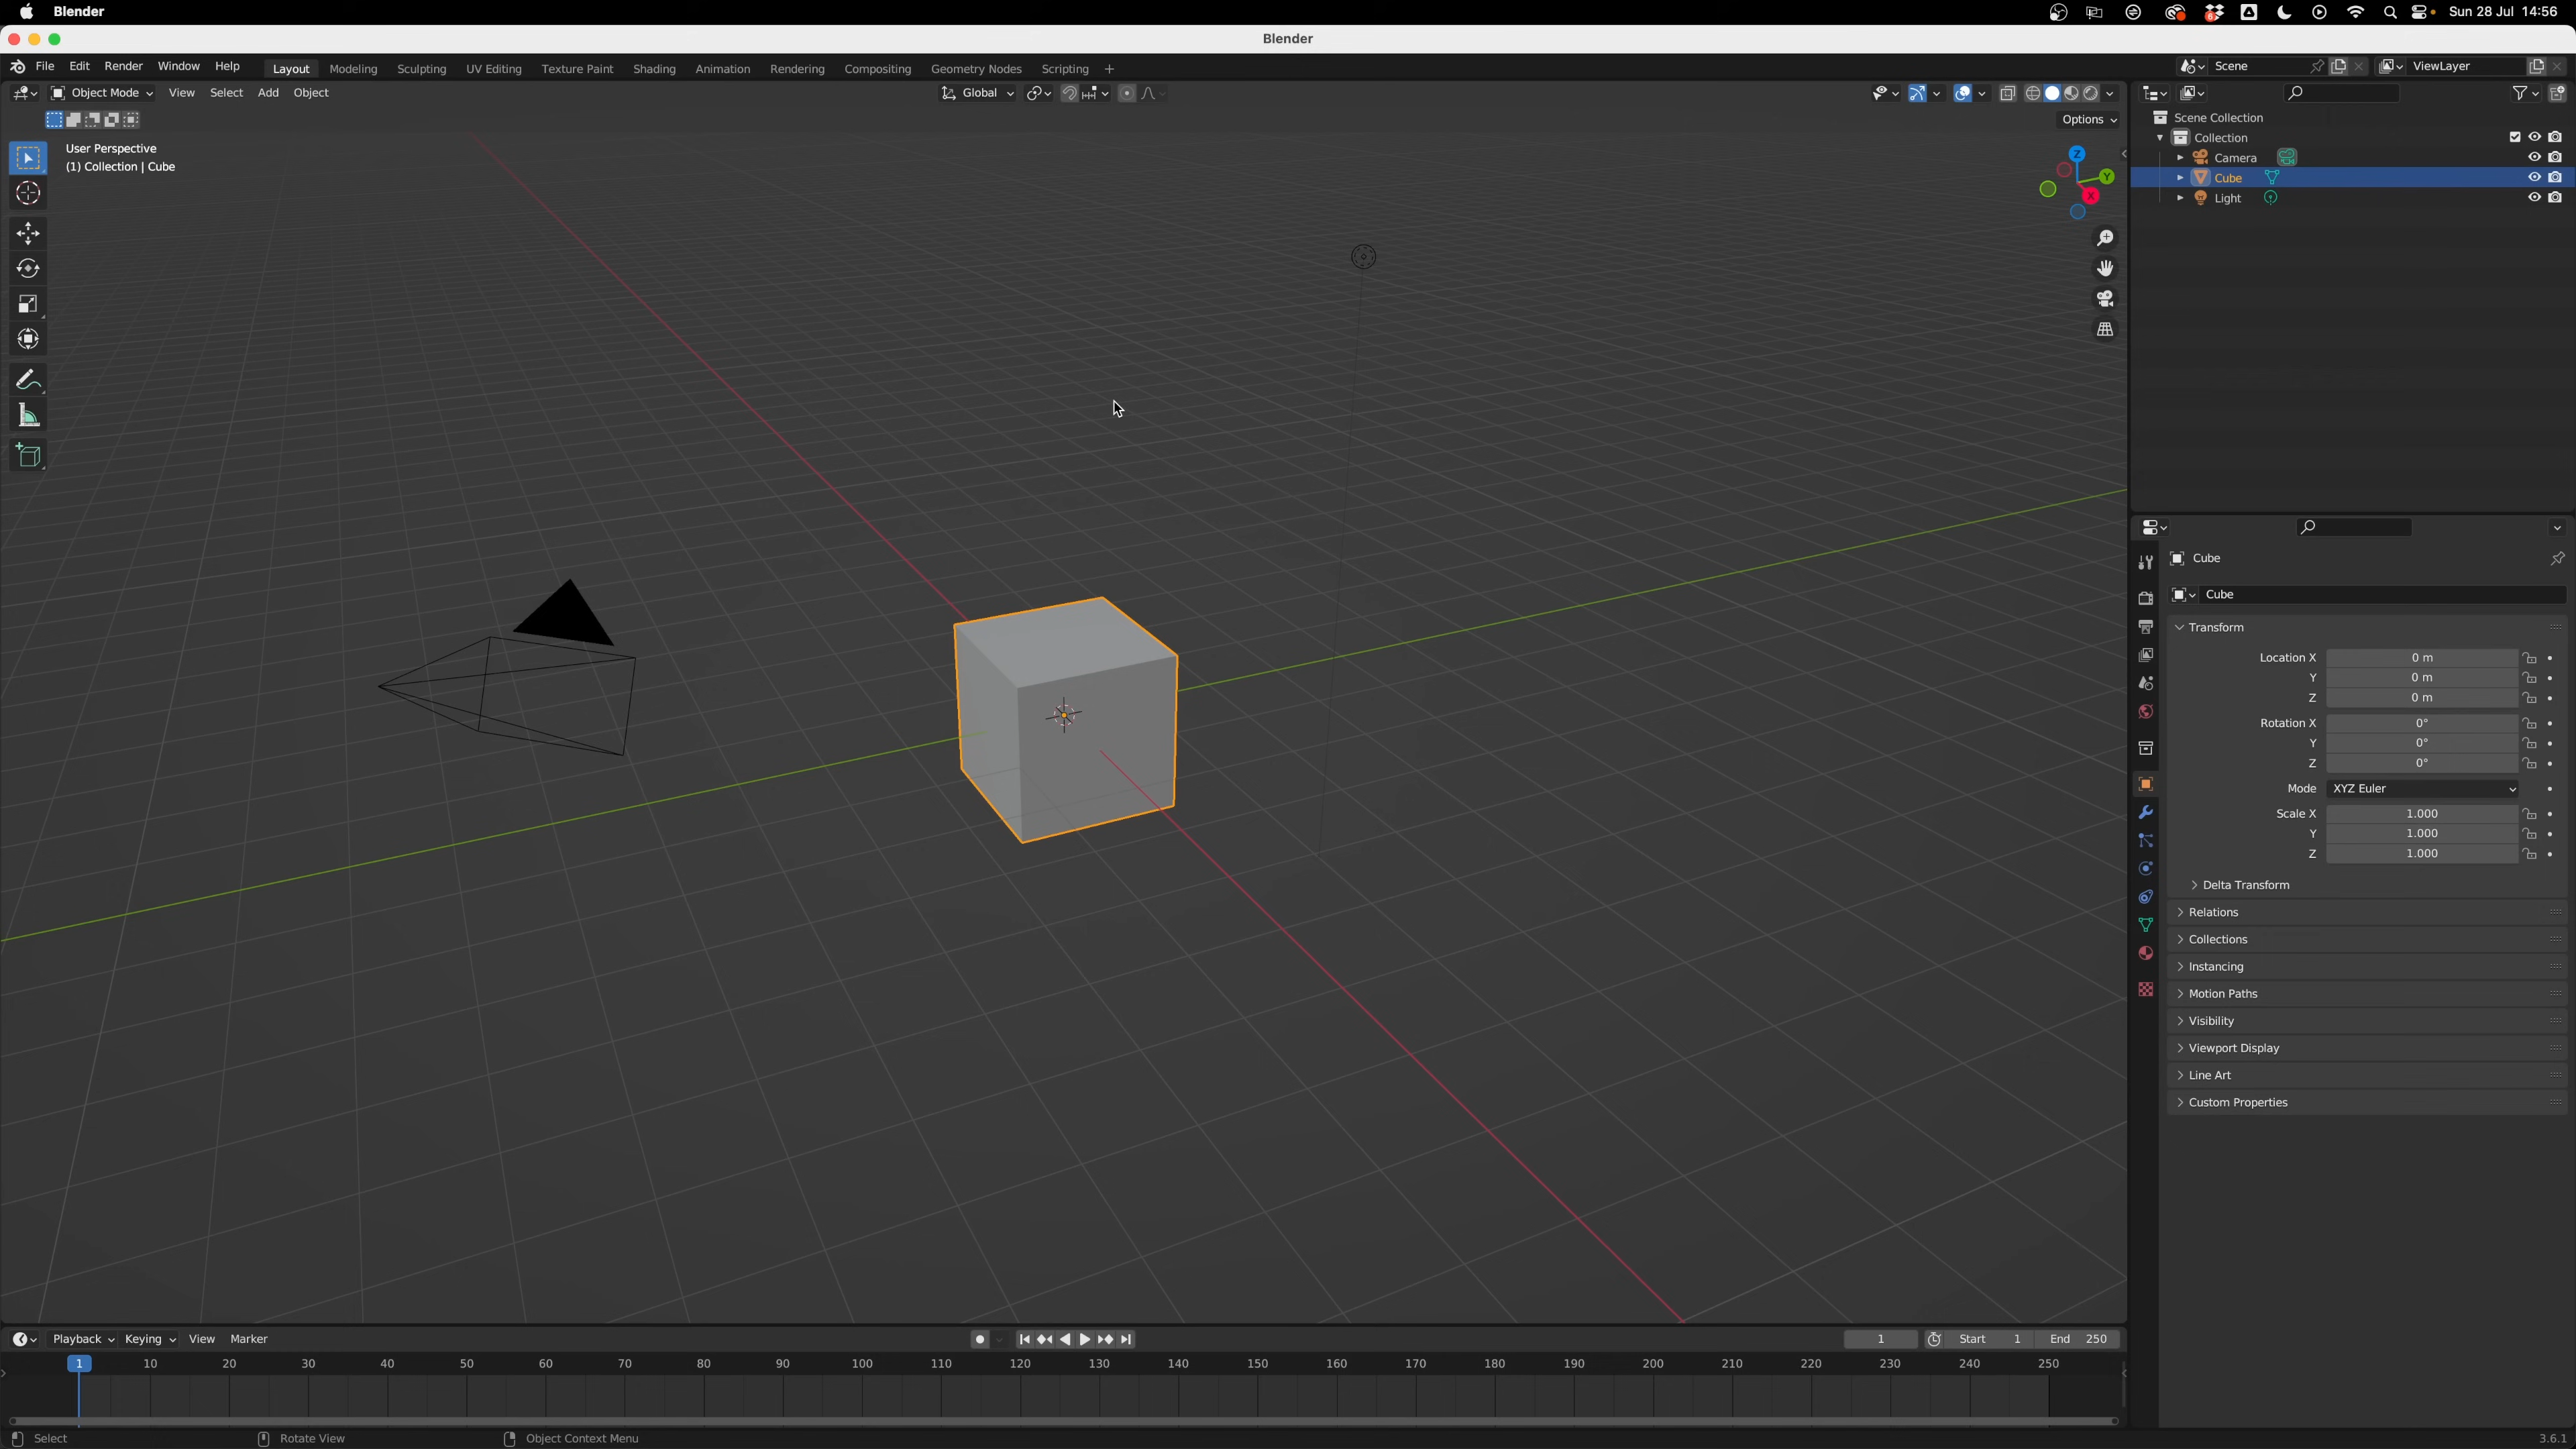 Blender Sun 28 Jul 14:56
Blender
File Edit Render Window Help Layout Modeling Sculpting UV Editing Texture Paint Shading Animation Rendering Compositing Geometry Nodes Scripting + Scene ViewLayer
Object Mode View Select Add Object Global
Options
User Perspective
(1) Collection | Cube
Z
Y
X
Scene Collection
Collection
Camera
Cube
Light
Cube
Cube
Transform
Location X 0 m
Y 0 m
Z 0 m
Rotation X 0°
Y 0°
Z 0°
Mode XYZ Euler
Scale X 1.000
Y 1.000
Z 1.000
Delta Transform
Relations
Collections
Instancing
Motion Paths
Visibility
Viewport Display
Line Art
Custom Properties
Playback Keying View Marker 1 Start 1 End 250
1 10 20 30 40 50 60 70 80 90 100 110 120 130 140 150 160 170 180 190 200 210 220 230 240 250
Select Rotate View Object Context Menu 3.6.1